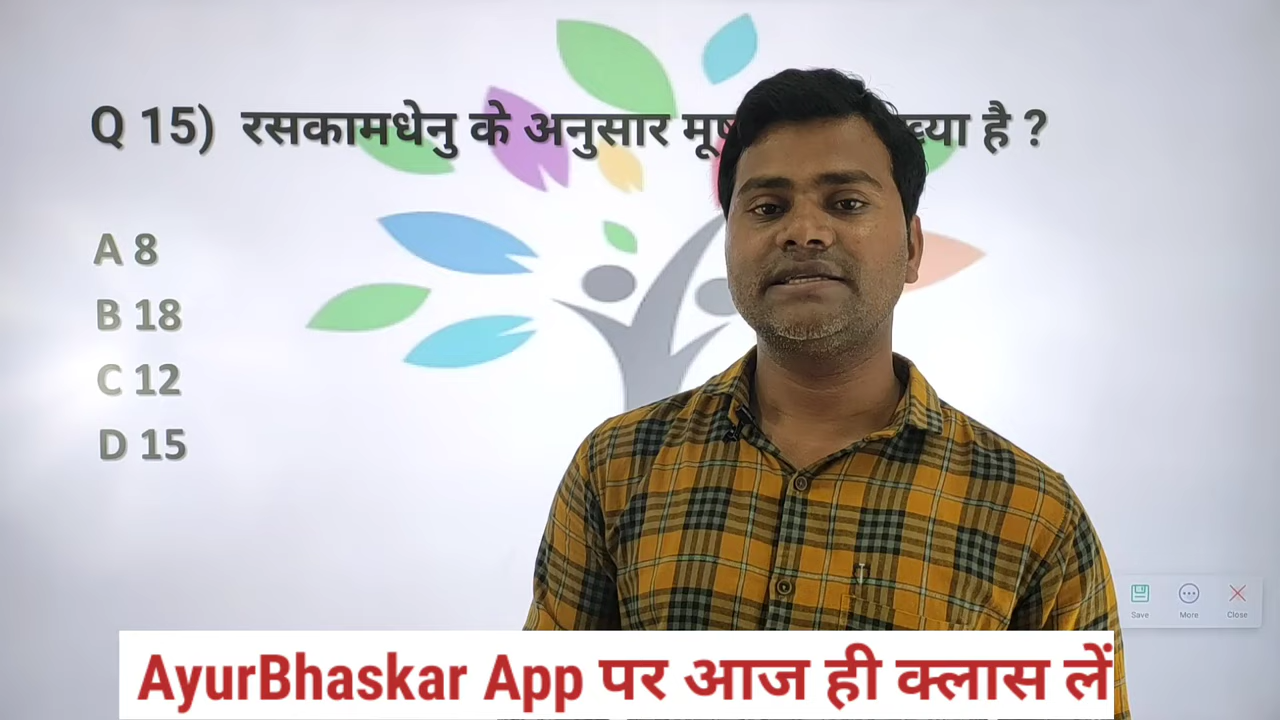 Q 15) रसकामधेनु के अनुसार है ?
A 8
B 18
C 12
D 15
Save More Close
AyurBhaskar App पर आज ही क्लास लें